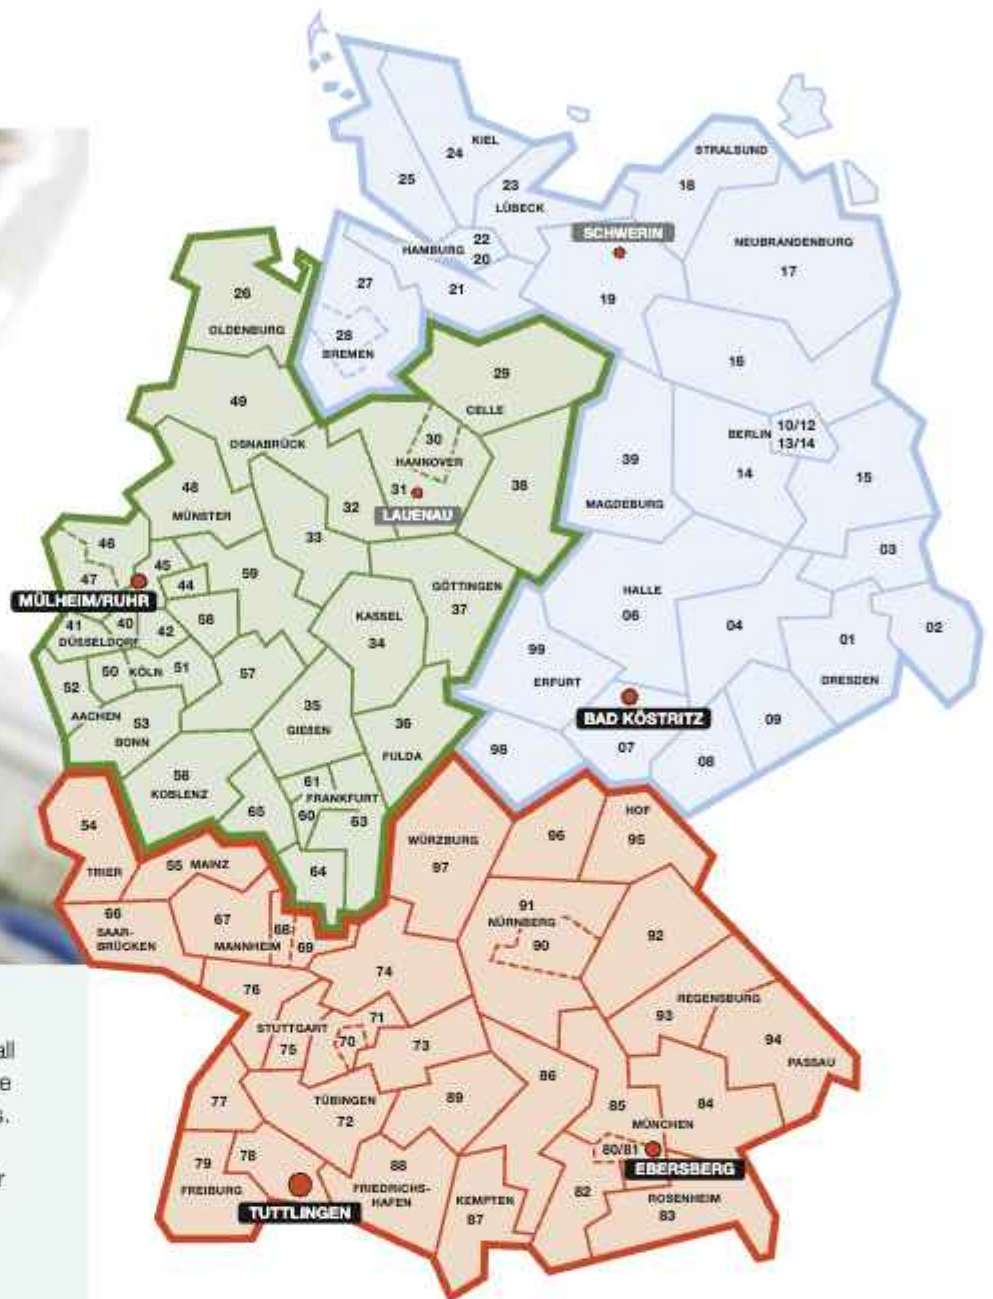 KIEL
24
25
23
LÜBECK
STRALSUND
18
HAMBURG
22
20
SCHWERIN
NEUBRANDENBURG
17
27
21
19
26
OLDENBURG
28
BREMEN
16
29
CELLE
49
OSNABRÜCK
30
HANNOVER
BERLIN
10/12
13/14
14
15
39
MAGDEBURG
48
MÜNSTER
31
LAUENAU
32
38
33
46
45
47
44
59
MÜLHEIM/RUHR
03
GÖTTINGEN
37
HALLE
06
KASSEL
34
41
40
42
58
DÜSSELDORF
04
01
02
DRESDEN
99
ERFURT
50
KÖLN
51
52
57
AACHEN
53
BONN
35
GIESEN
36
FULDA
BAD KÖSTRITZ
09
98
07
08
56
KOBLENZ
61
FRANKFURT
65
60
63
64
HOF
95
96
WÜRZBURG
97
54
TRIER
55 MAINZ
66
SAAR-
BRÜCKEN
67
MANNHEIM
68
69
91
NÜRNBERG
90
92
74
76
REGENSBURG
93
94
PASSAU
STUTTGART
75
71
70
73
86
all
77
TÜBINGEN
72
89
85
MÜNCHEN
84
79
78
FREIBURG
TUTTLINGEN
88
FRIEDRICHS-
HAFEN
KEMPTEN
87
80/81
EBERSBERG
82
ROSENHEIM
83